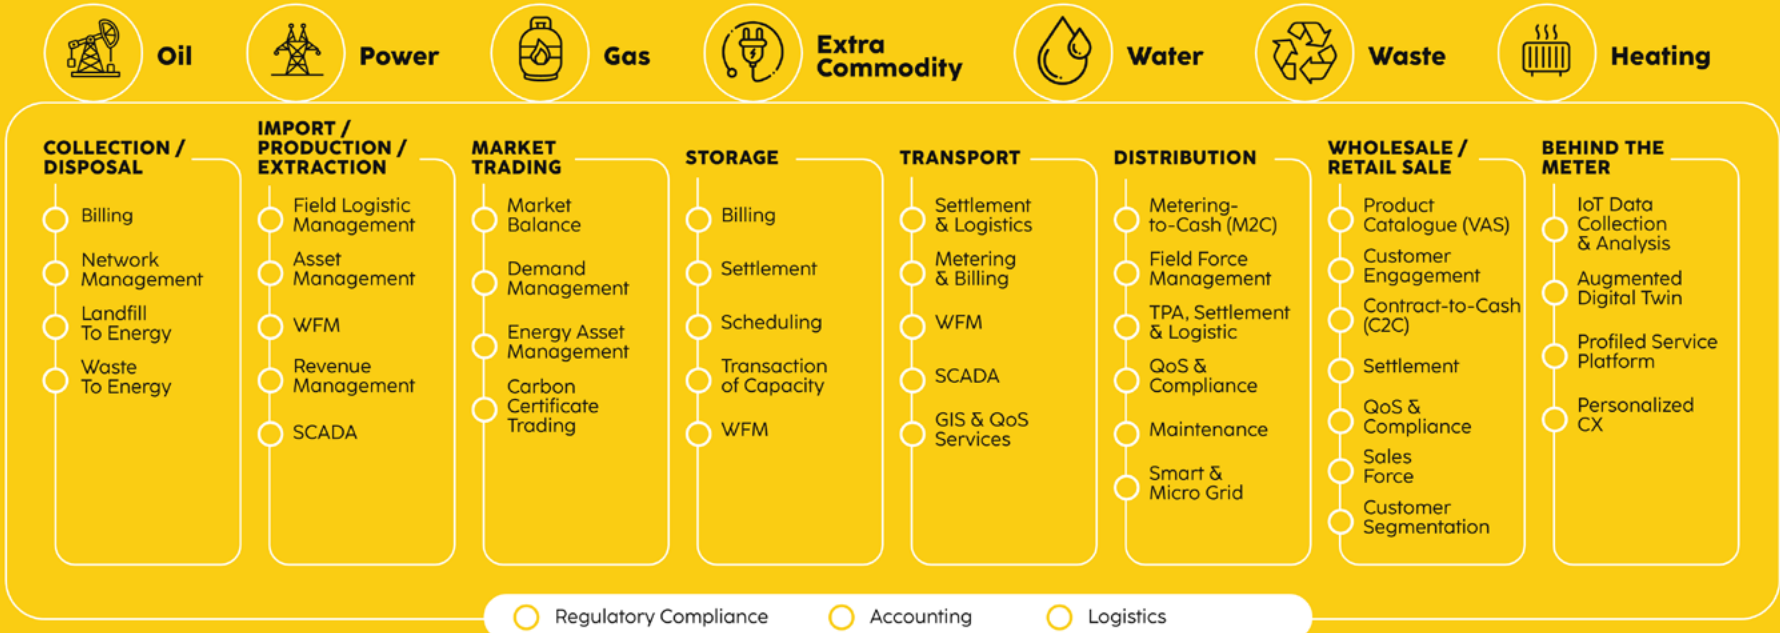 Oil
Power
Gas
Extra
Commodity
Water
Waste
Heating
COLLECTION /
DISPOSAL
Billing
Network
Management
Landfill
To Energy
Waste
To Energy
IMPORT /
PRODUCTION /
EXTRACTION
Field Logistic
Management
Asset
Management
WFM
Revenue
Management
SCADA
MARKET
TRADING
Market
Balance
Demand
Management
Energy Asset
Management
Carbon
Certificate
Trading
STORAGE
Billing
Settlement
Scheduling
Transaction
of Capacity
WFM
TRANSPORT
Settlement
& Logistics
Metering
& Billing
WFM
SCADA
GIS & QoS
Services
DISTRIBUTION
Metering-
to-Cash (M2C)
Field Force
Management
TPA, Settlement
& Logistic
QoS &
Compliance
Maintenance
Smart &
Micro Grid
WHOLESALE /
RETAIL SALE
Product
Catalogue (VAS)
Customer
Engagement
Contract-to-Cash
(C2C)
Settlement
QoS &
Compliance
Sales
Force
Customer
Segmentation
BEHIND THE
METER
IoT Data
Collection
& Analysis
Augmented
Digital Twin
Profiled Service
Platform
Personalized
CX
Regulatory Compliance
Accounting
Logistics